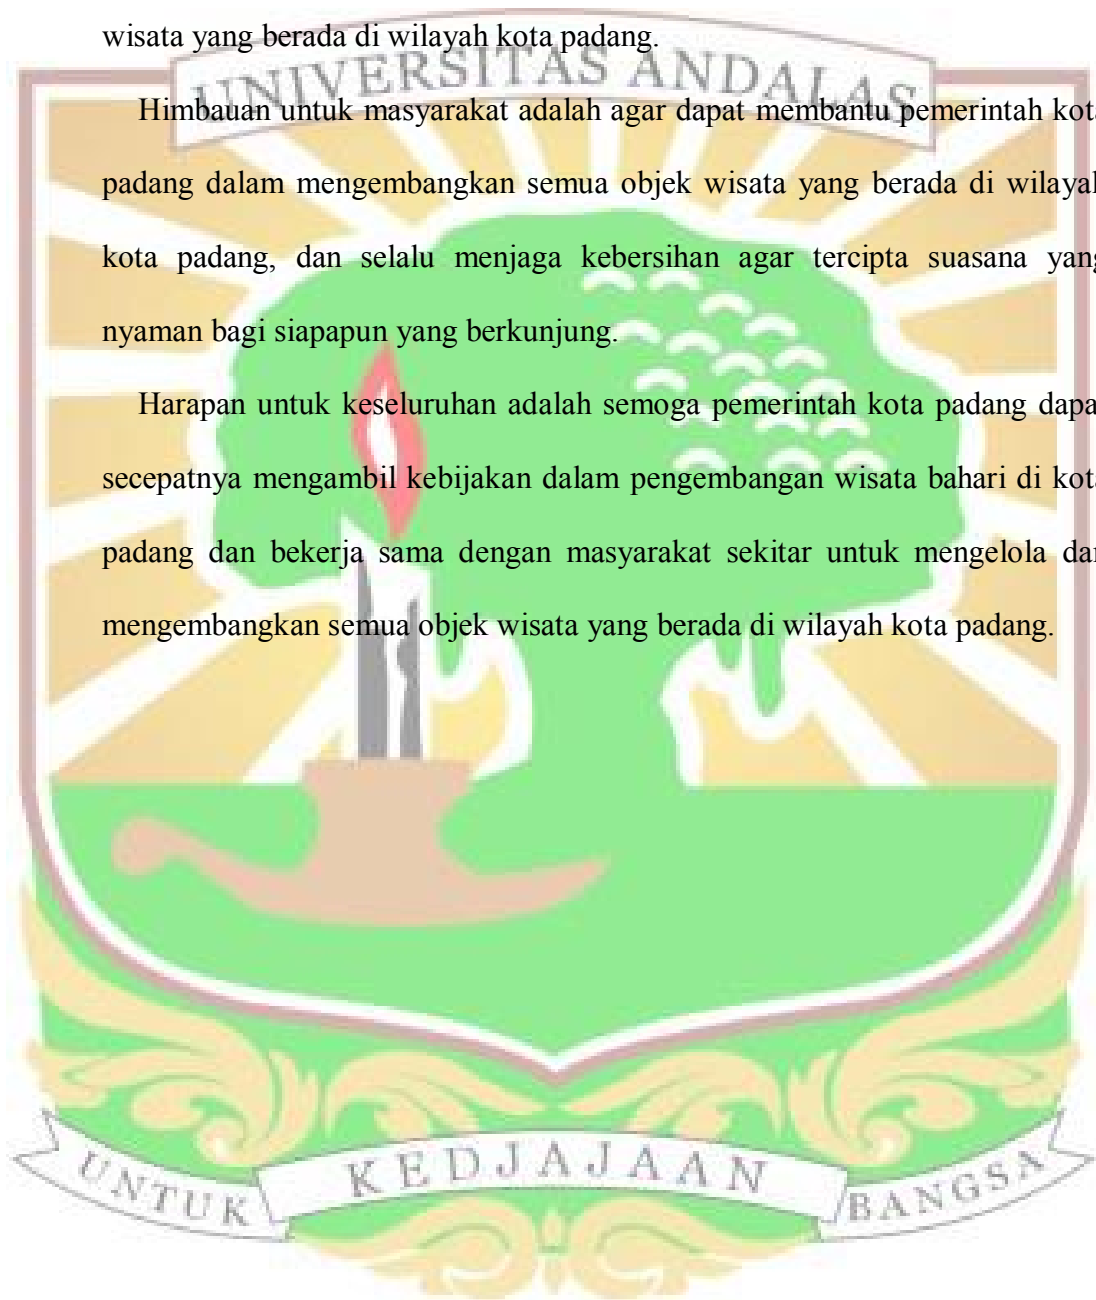 wisata yang berada di wilayah kota padang.
UNIVERSITAS ANDALAS
Himbauan untuk masyarakat adalah agar dapat membantu pemerintah kota
padang dalam mengembangkan semua objek wisata yang berada di wilayah
kota padang, dan selalu menjaga kebersihan agar tercipta suasana yang
nyaman bagi siapapun yang berkunjung.
Harapan untuk keseluruhan adalah semoga pemerintah kota padang dapat
secepatnya mengambil kebijakan dalam pengembangan wisata bahari di kota
padang dan bekerja sama dengan masyarakat sekitar untuk mengelola dan
mengembangkan semua objek wisata yang berada di wilayah kota padang.
UNTUK KEDJAJAAN BANGSA